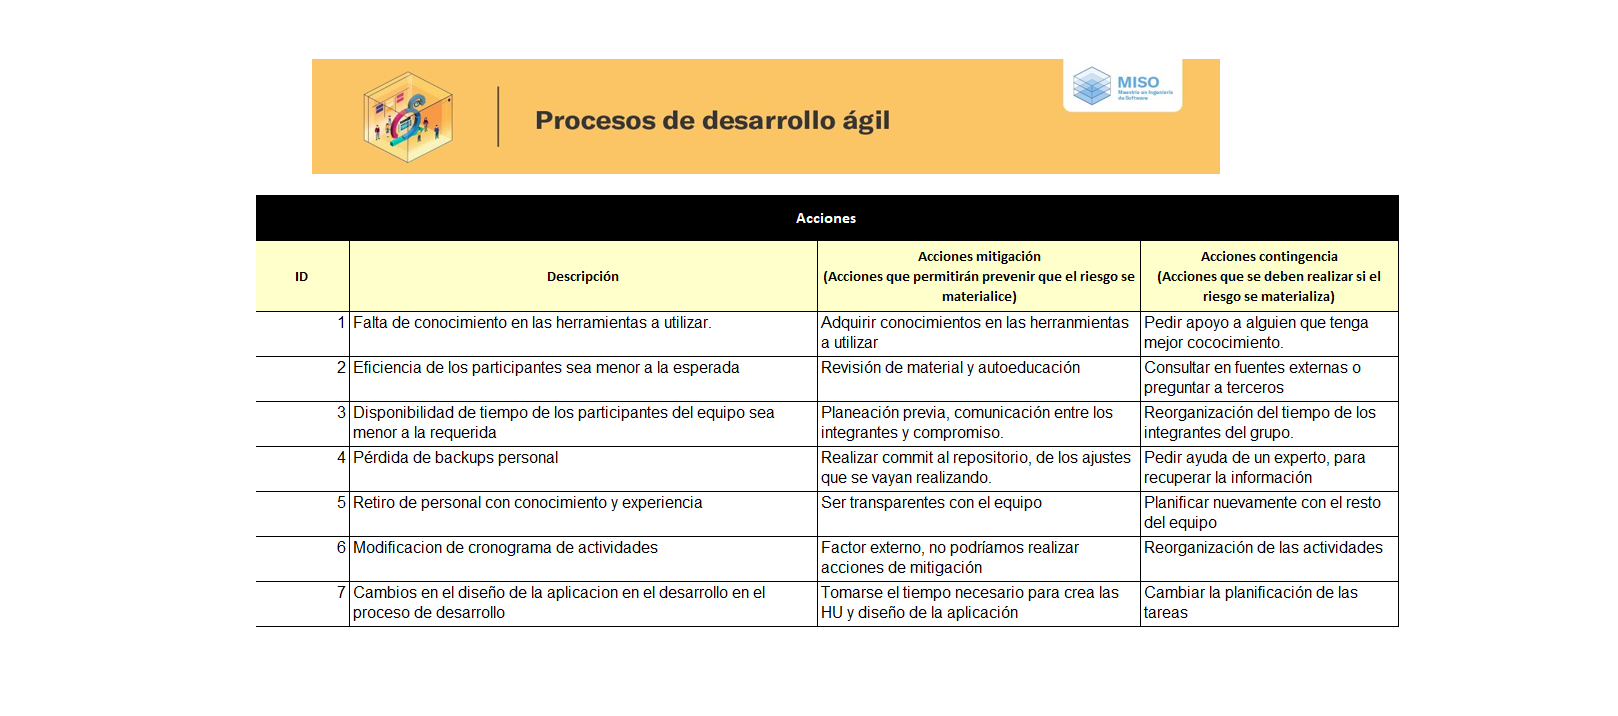 Procesos de desarrollo ágil
MISO
Maestría en Ingeniería
de Software
Acciones
ID
Descripción
Acciones mitigación
(Acciones que permitirán prevenir que el riesgo se
materialice)
Acciones contingencia
(Acciones que se deben realizar si el
riesgo se materializa)
1 Falta de conocimiento en las herramientas a utilizar.
Adquirir conocimientos en las herranmientas
a utilizar
Pedir apoyo a alguien que tenga
mejor cococimiento.
2 Eficiencia de los participantes sea menor a la esperada
Revisión de material y autoeducación
Consultar en fuentes externas o
preguntar a terceros
3 Disponibilidad de tiempo de los participantes del equipo sea
menor a la requerida
Planeación previa, comunicación entre los
integrantes y compromiso.
Reorganización del tiempo de los
integrantes del grupo.
4 Pérdida de backups personal
Realizar commit al repositorio, de los ajustes
que se vayan realizando.
Pedir ayuda de un experto, para
recuperar la información
5 Retiro de personal con conocimiento y experiencia
Ser transparentes con el equipo
Planificar nuevamente con el resto
del equipo
6 Modificacion de cronograma de actividades
Factor externo, no podríamos realizar
acciones de mitigación
Reorganización de las actividades
7 Cambios en el diseño de la aplicacion en el desarrollo en el
proceso de desarrollo
Tomarse el tiempo necesario para crea las
HU y diseño de la aplicación
Cambiar la planificación de las
tareas